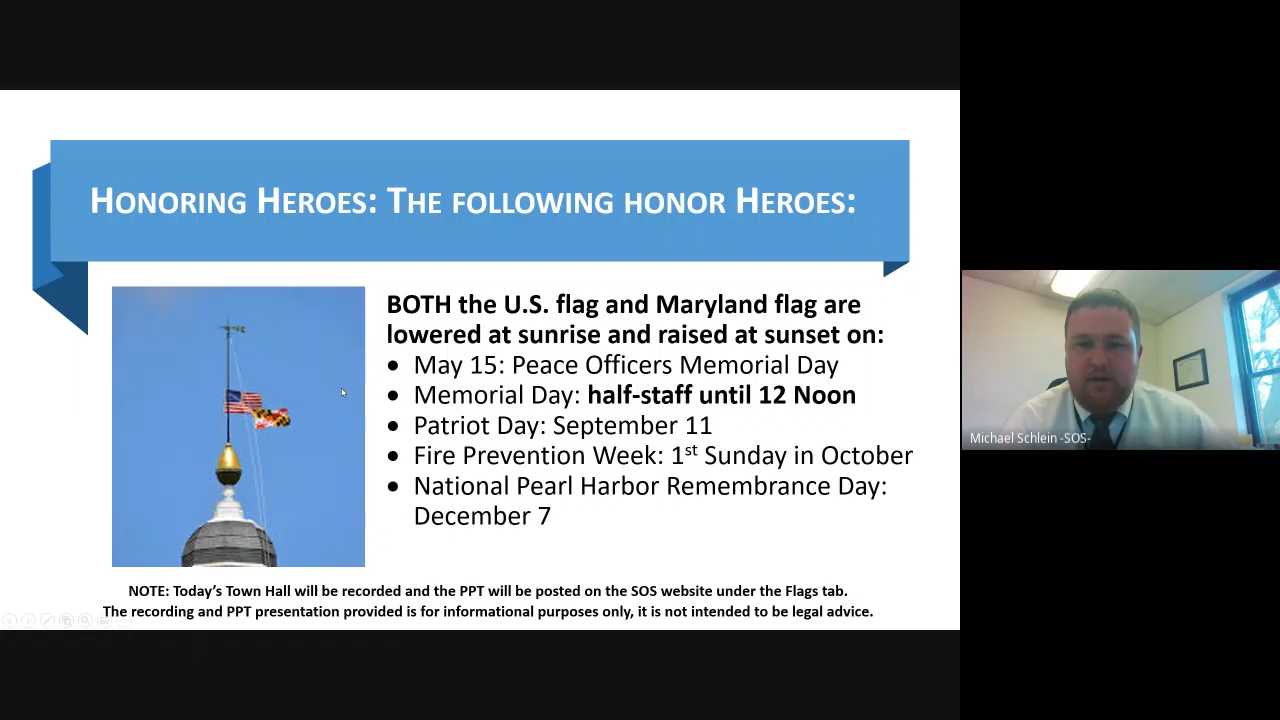 HONORING HEROES: THE FOLLOWING HONOR HEROES:
BOTH the U.S. flag and Maryland flag are
lowered at sunrise and raised at sunset on:
• May 15: Peace Officers Memorial Day
• Memorial Day: half-staff until 12 Noon
• Patriot Day: September 11
• Fire Prevention Week: 1st Sunday in October
• National Pearl Harbor Remembrance Day:
December 7
NOTE: Today's Town Hall will be recorded and the PPT will be posted on the SOS website under the Flags tab.
The recording and PPT presentation provided is for informational purposes only, it is not intended to be legal advice.
Michael Schlein -SOS-